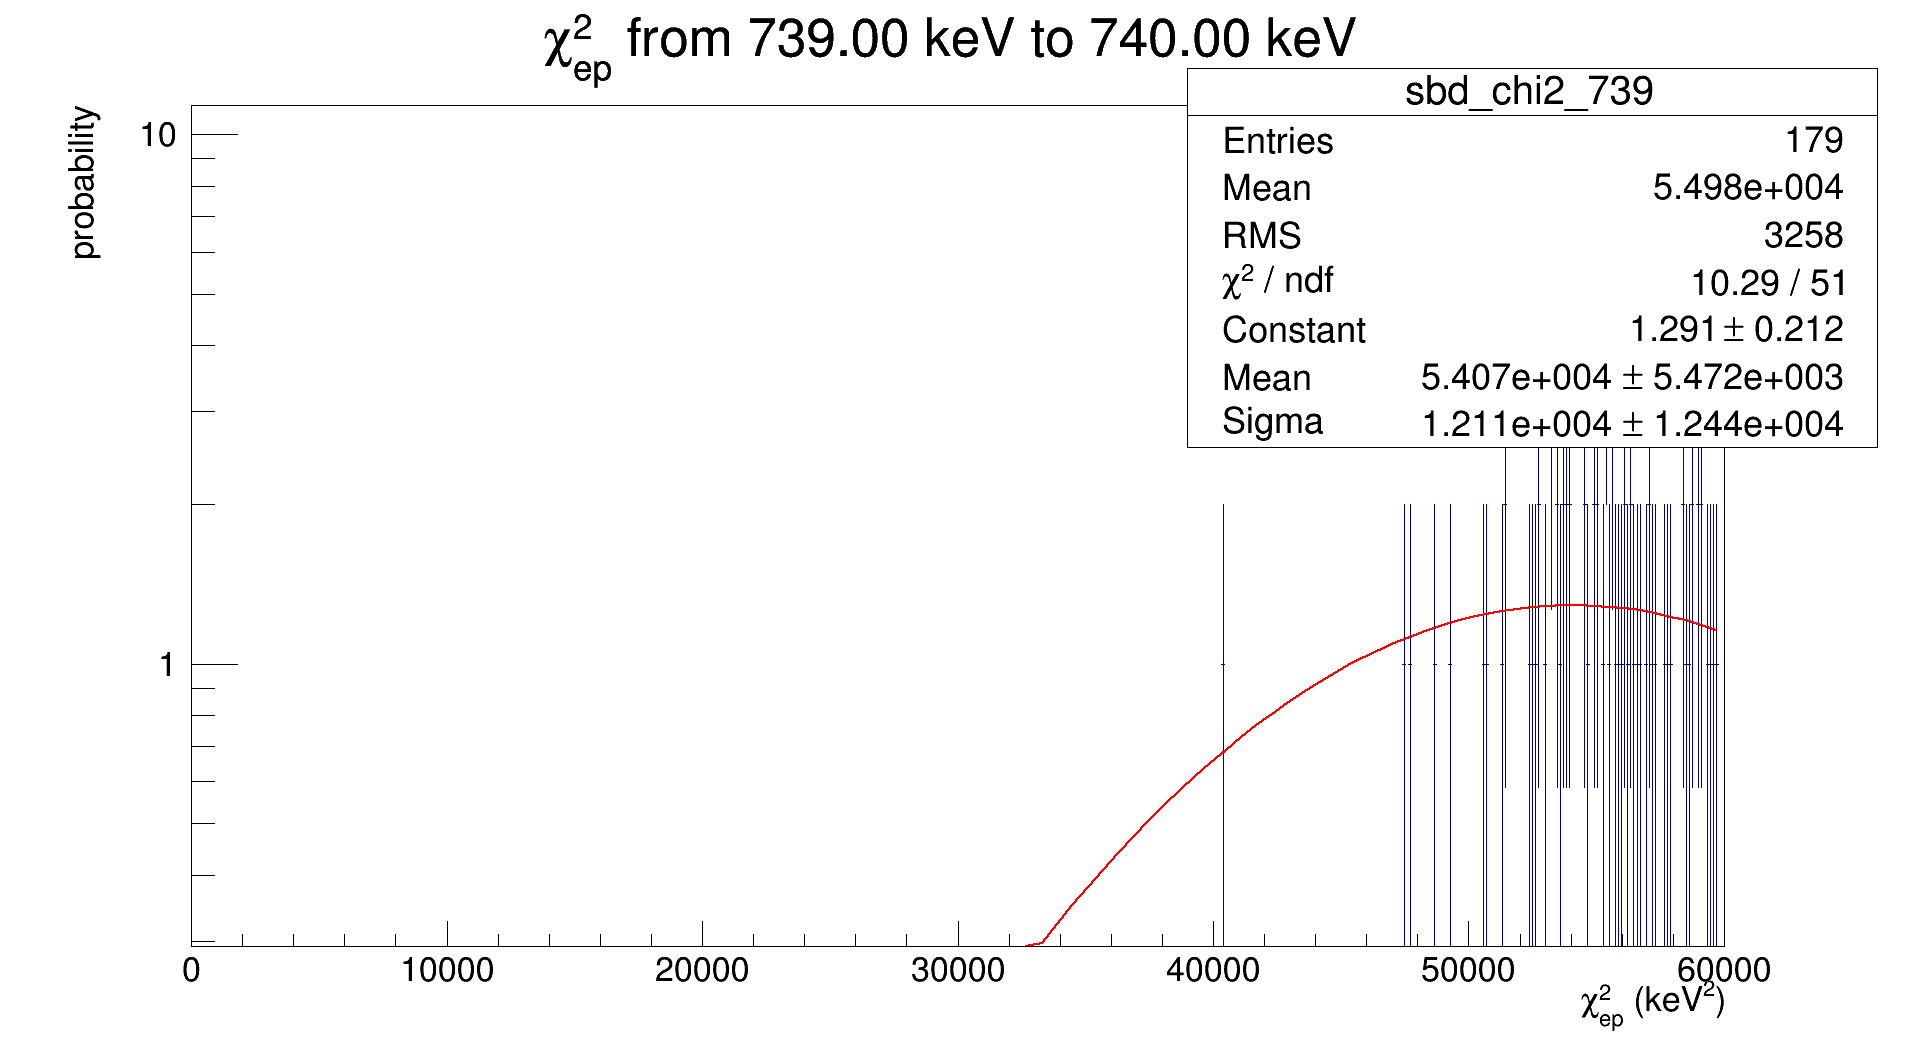 χ²ep from 739.00 keV to 740.00 keV
sbd_chi2_739
Entries 179
Mean 5.498e+004
RMS 3258
χ² / ndf 10.29 / 51
Constant 1.291 ± 0.212
Mean 5.407e+004 ± 5.472e+003
Sigma 1.211e+004 ± 1.244e+004
probability
10
1
0 10000 20000 30000 40000 50000 60000
χ²ep (keV²)